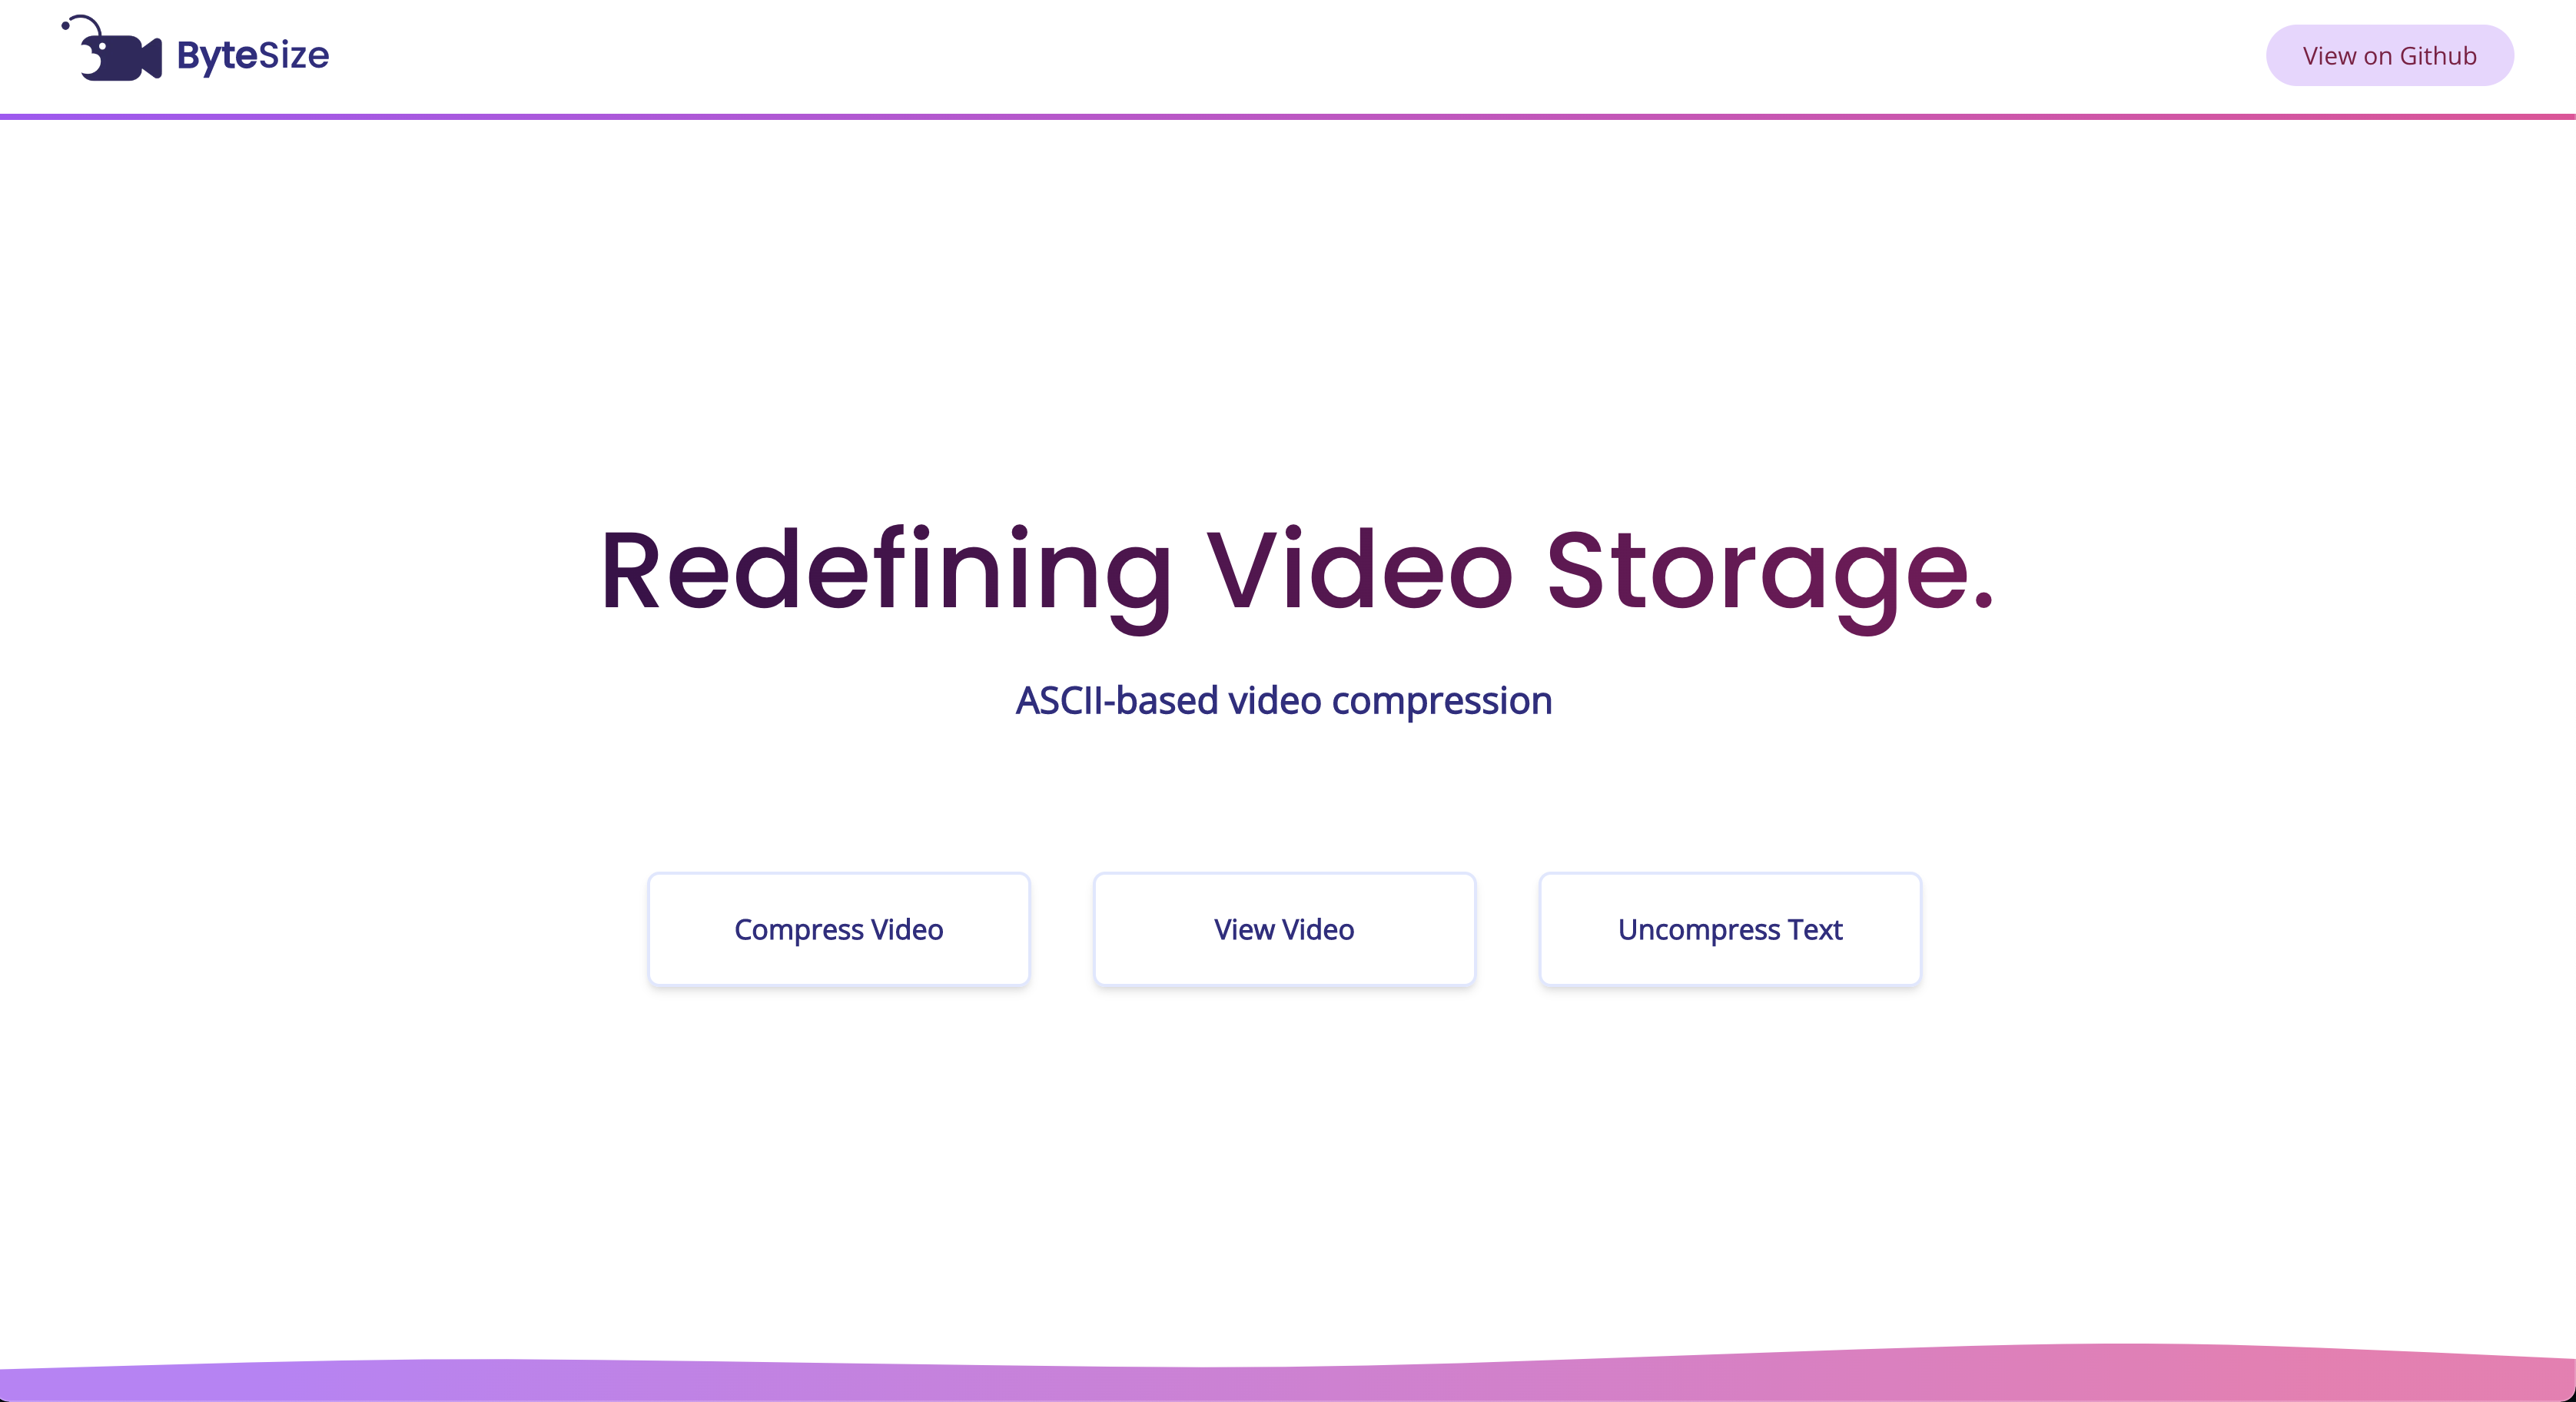 ByteSize
View on Github
Redefining Video Storage.
ASCII-based video compression
Compress Video
View Video
Uncompress Text